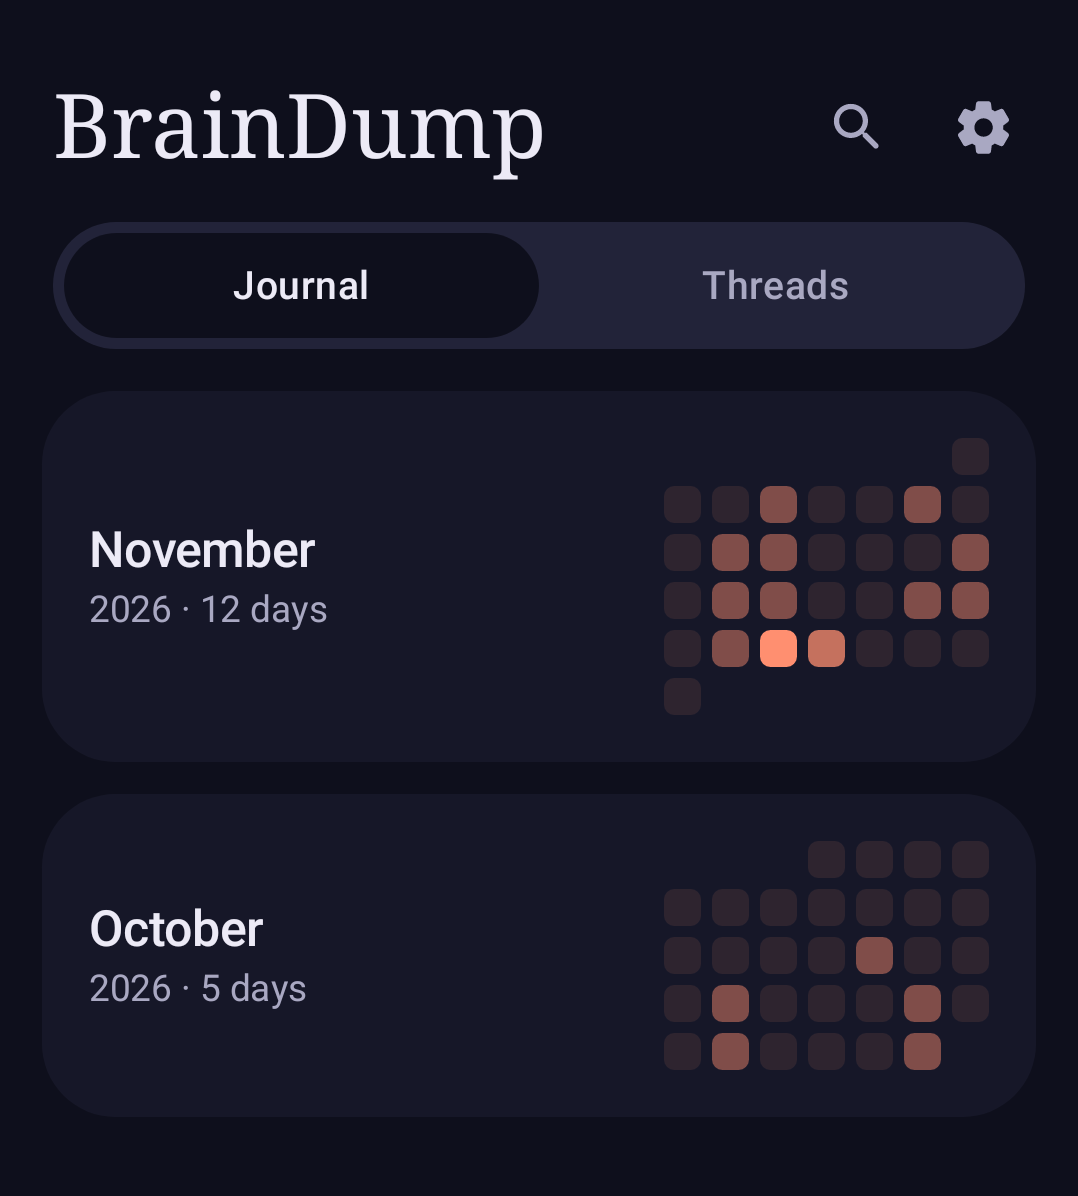 BrainDump
Journal
Threads
November
2026 · 12 days
October
2026 · 5 days